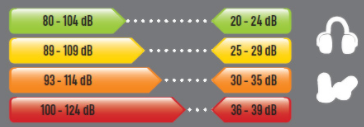 80 - 104 dB 20 - 24 dB
89 - 109 dB 25 - 29 dB
93 - 114 dB 30 - 35 dB
100 - 124 dB 36 - 39 dB